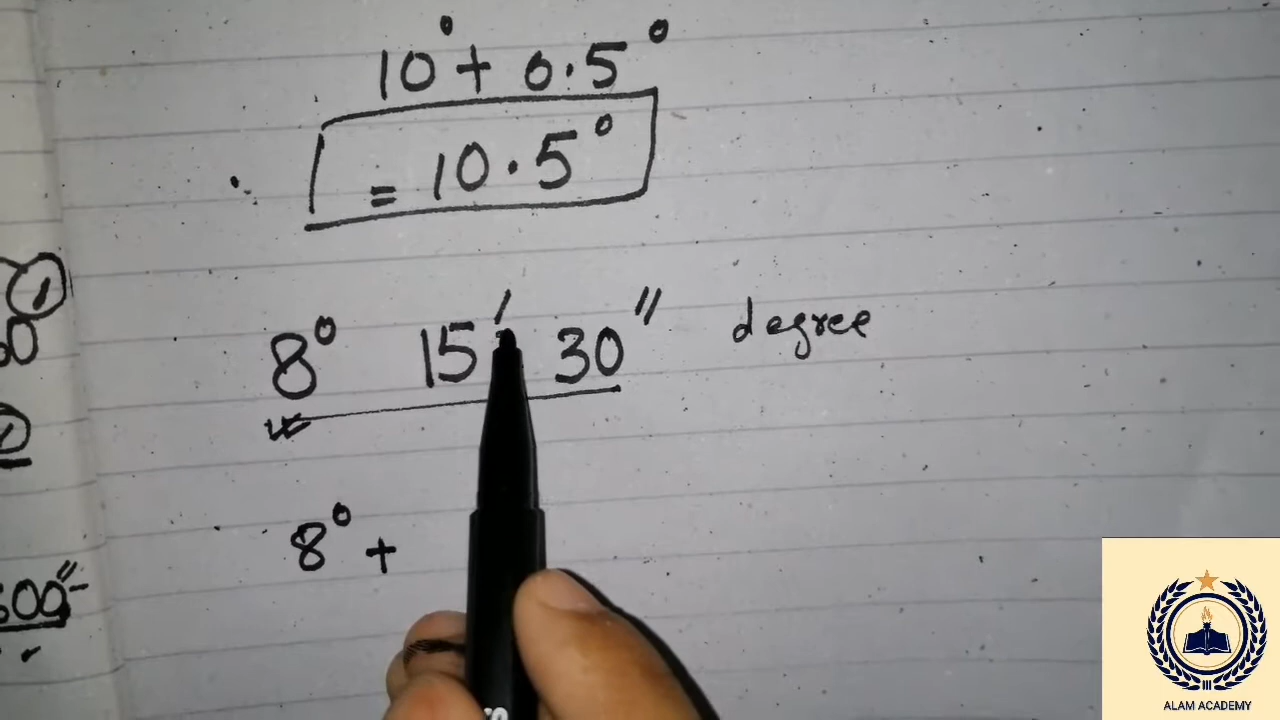 10° + 0.5°
= 10.5°
8° 15' 30" degree
8° +
ALAM ACADEMY